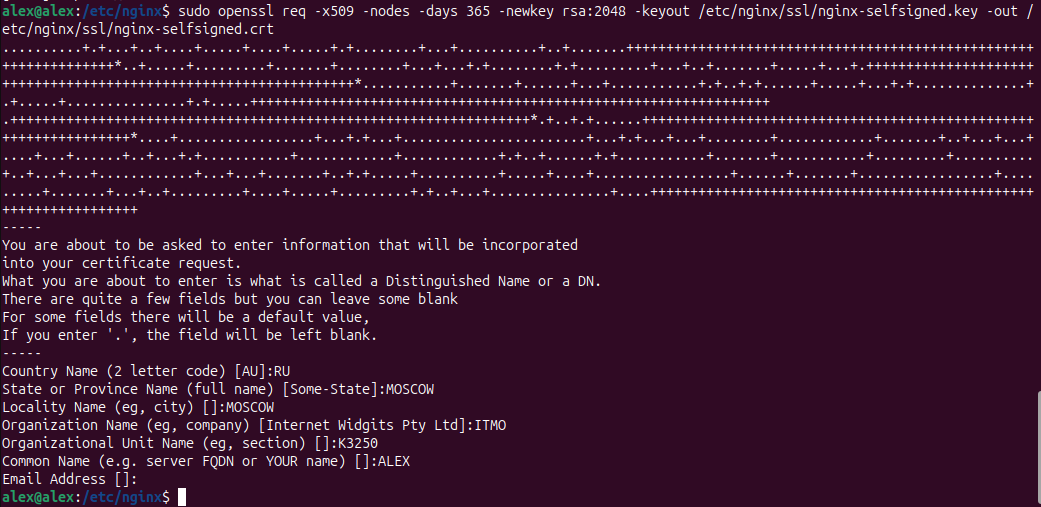 alex@alex:/etc/nginx$ sudo openssl req -x509 -nodes -days 365 -newkey rsa:2048 -keyout /etc/nginx/ssl/nginx-selfsigned.key -out /
etc/nginx/ssl/nginx-selfsigned.crt
-----
You are about to be asked to enter information that will be incorporated
into your certificate request.
What you are about to enter is what is called a Distinguished Name or a DN.
There are quite a few fields but you can leave some blank
For some fields there will be a default value,
If you enter '.', the field will be left blank.
-----
Country Name (2 letter code) [AU]:RU
State or Province Name (full name) [Some-State]:MOSCOW
Locality Name (eg, city) []:MOSCOW
Organization Name (eg, company) [Internet Widgits Pty Ltd]:ITMO
Organizational Unit Name (eg, section) []:K3250
Common Name (e.g. server FQDN or YOUR name) []:ALEX
Email Address []:
alex@alex:/etc/nginx$